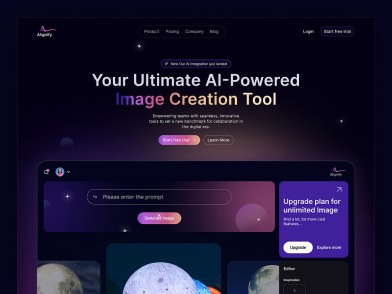 Alignify
Product Pricing Company Blog
Login
Start free trial
New: Our AI integration just landed
Your Ultimate AI-Powered
Image Creation Tool
Empowering teams with seamless, innovative
tools to set a new benchmark for collaboration in
the digital era.
Start free trial
Learn More
Alignify
Please enter the prompt
Generate Image
Upgrade plan for
unlimited Image
And a lot, lot more cool
features...
Upgrade
Explore more
Editor
Inspiration